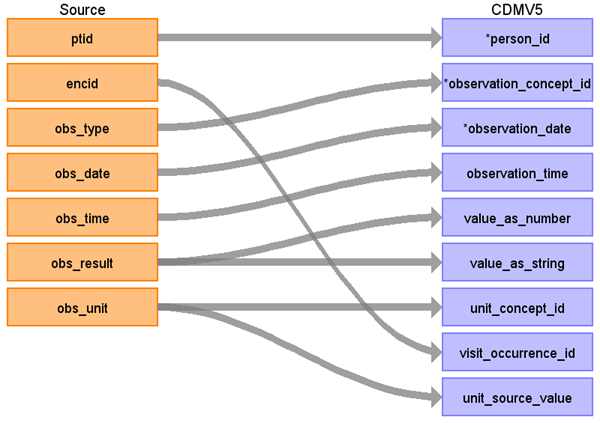 Source CDMV5
ptid *person_id
encid *observation_concept_id
obs_type *observation_date
obs_date observation_time
obs_time value_as_number
obs_result value_as_string
obs_unit unit_concept_id
visit_occurrence_id
unit_source_value